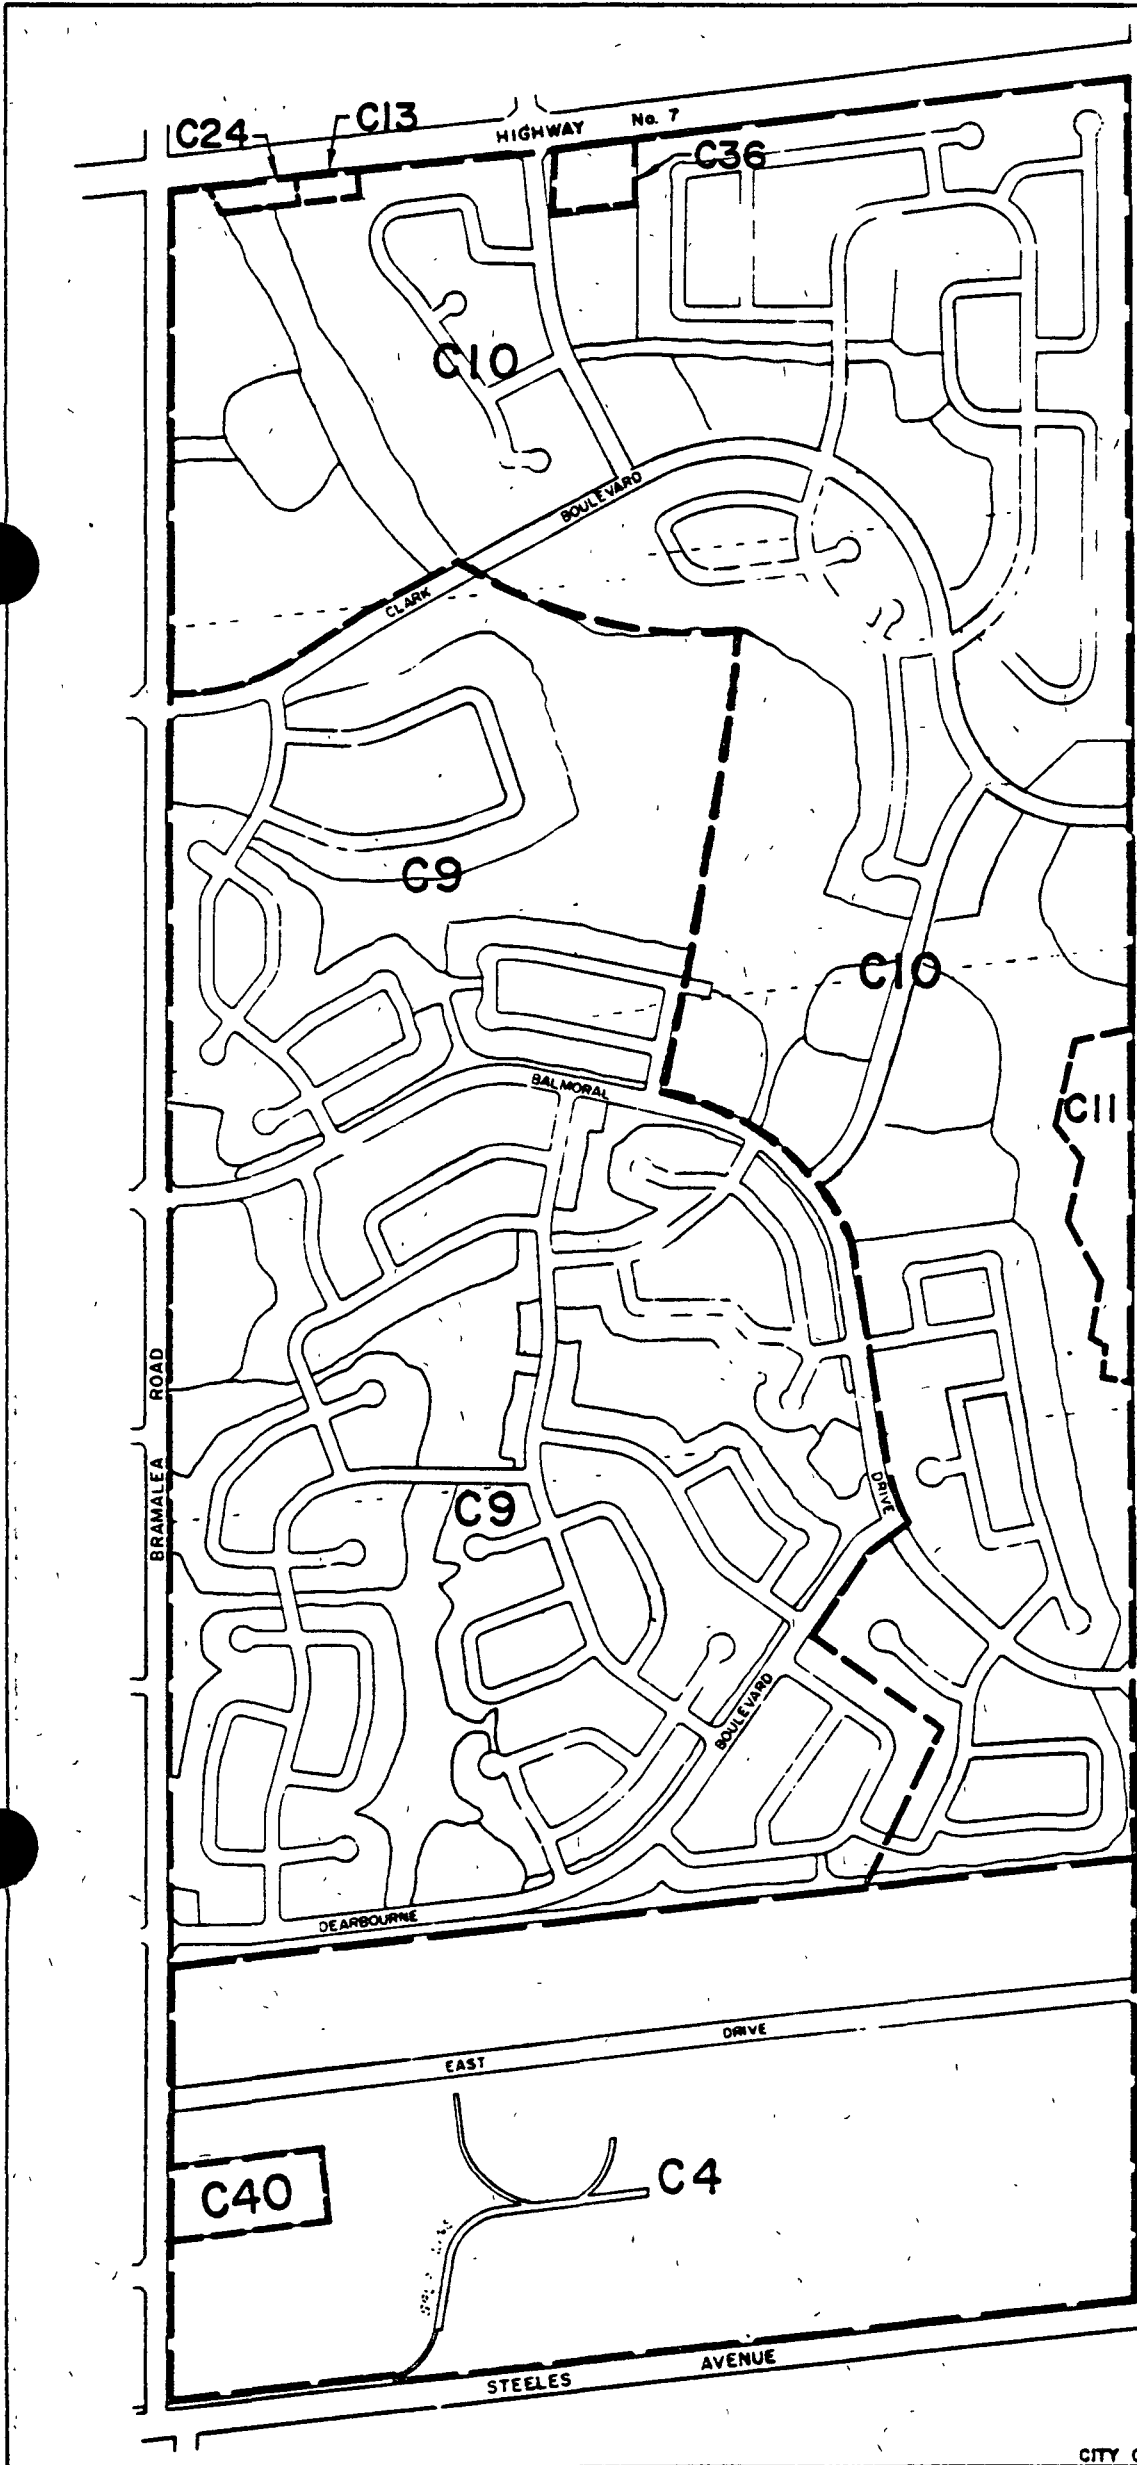 C24
C13
HIGHWAY No. 7
C36
C10
BOULEVARD
CLARK
C9
C10
BALMORAL
C11
BRAMALEA ROAD
DRIVE
C9
BOULEVARD
DEARBOURNE
EAST DRIVE
C40
C4
STEELES AVENUE
CITY